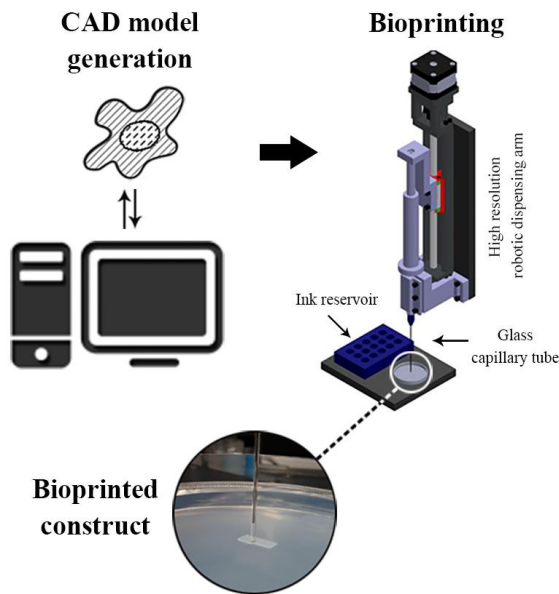 CAD model
generation
Bioprinting
High resolution
robotic dispensing arm
Ink reservoir
Glass
capillary tube
Bioprinted
construct